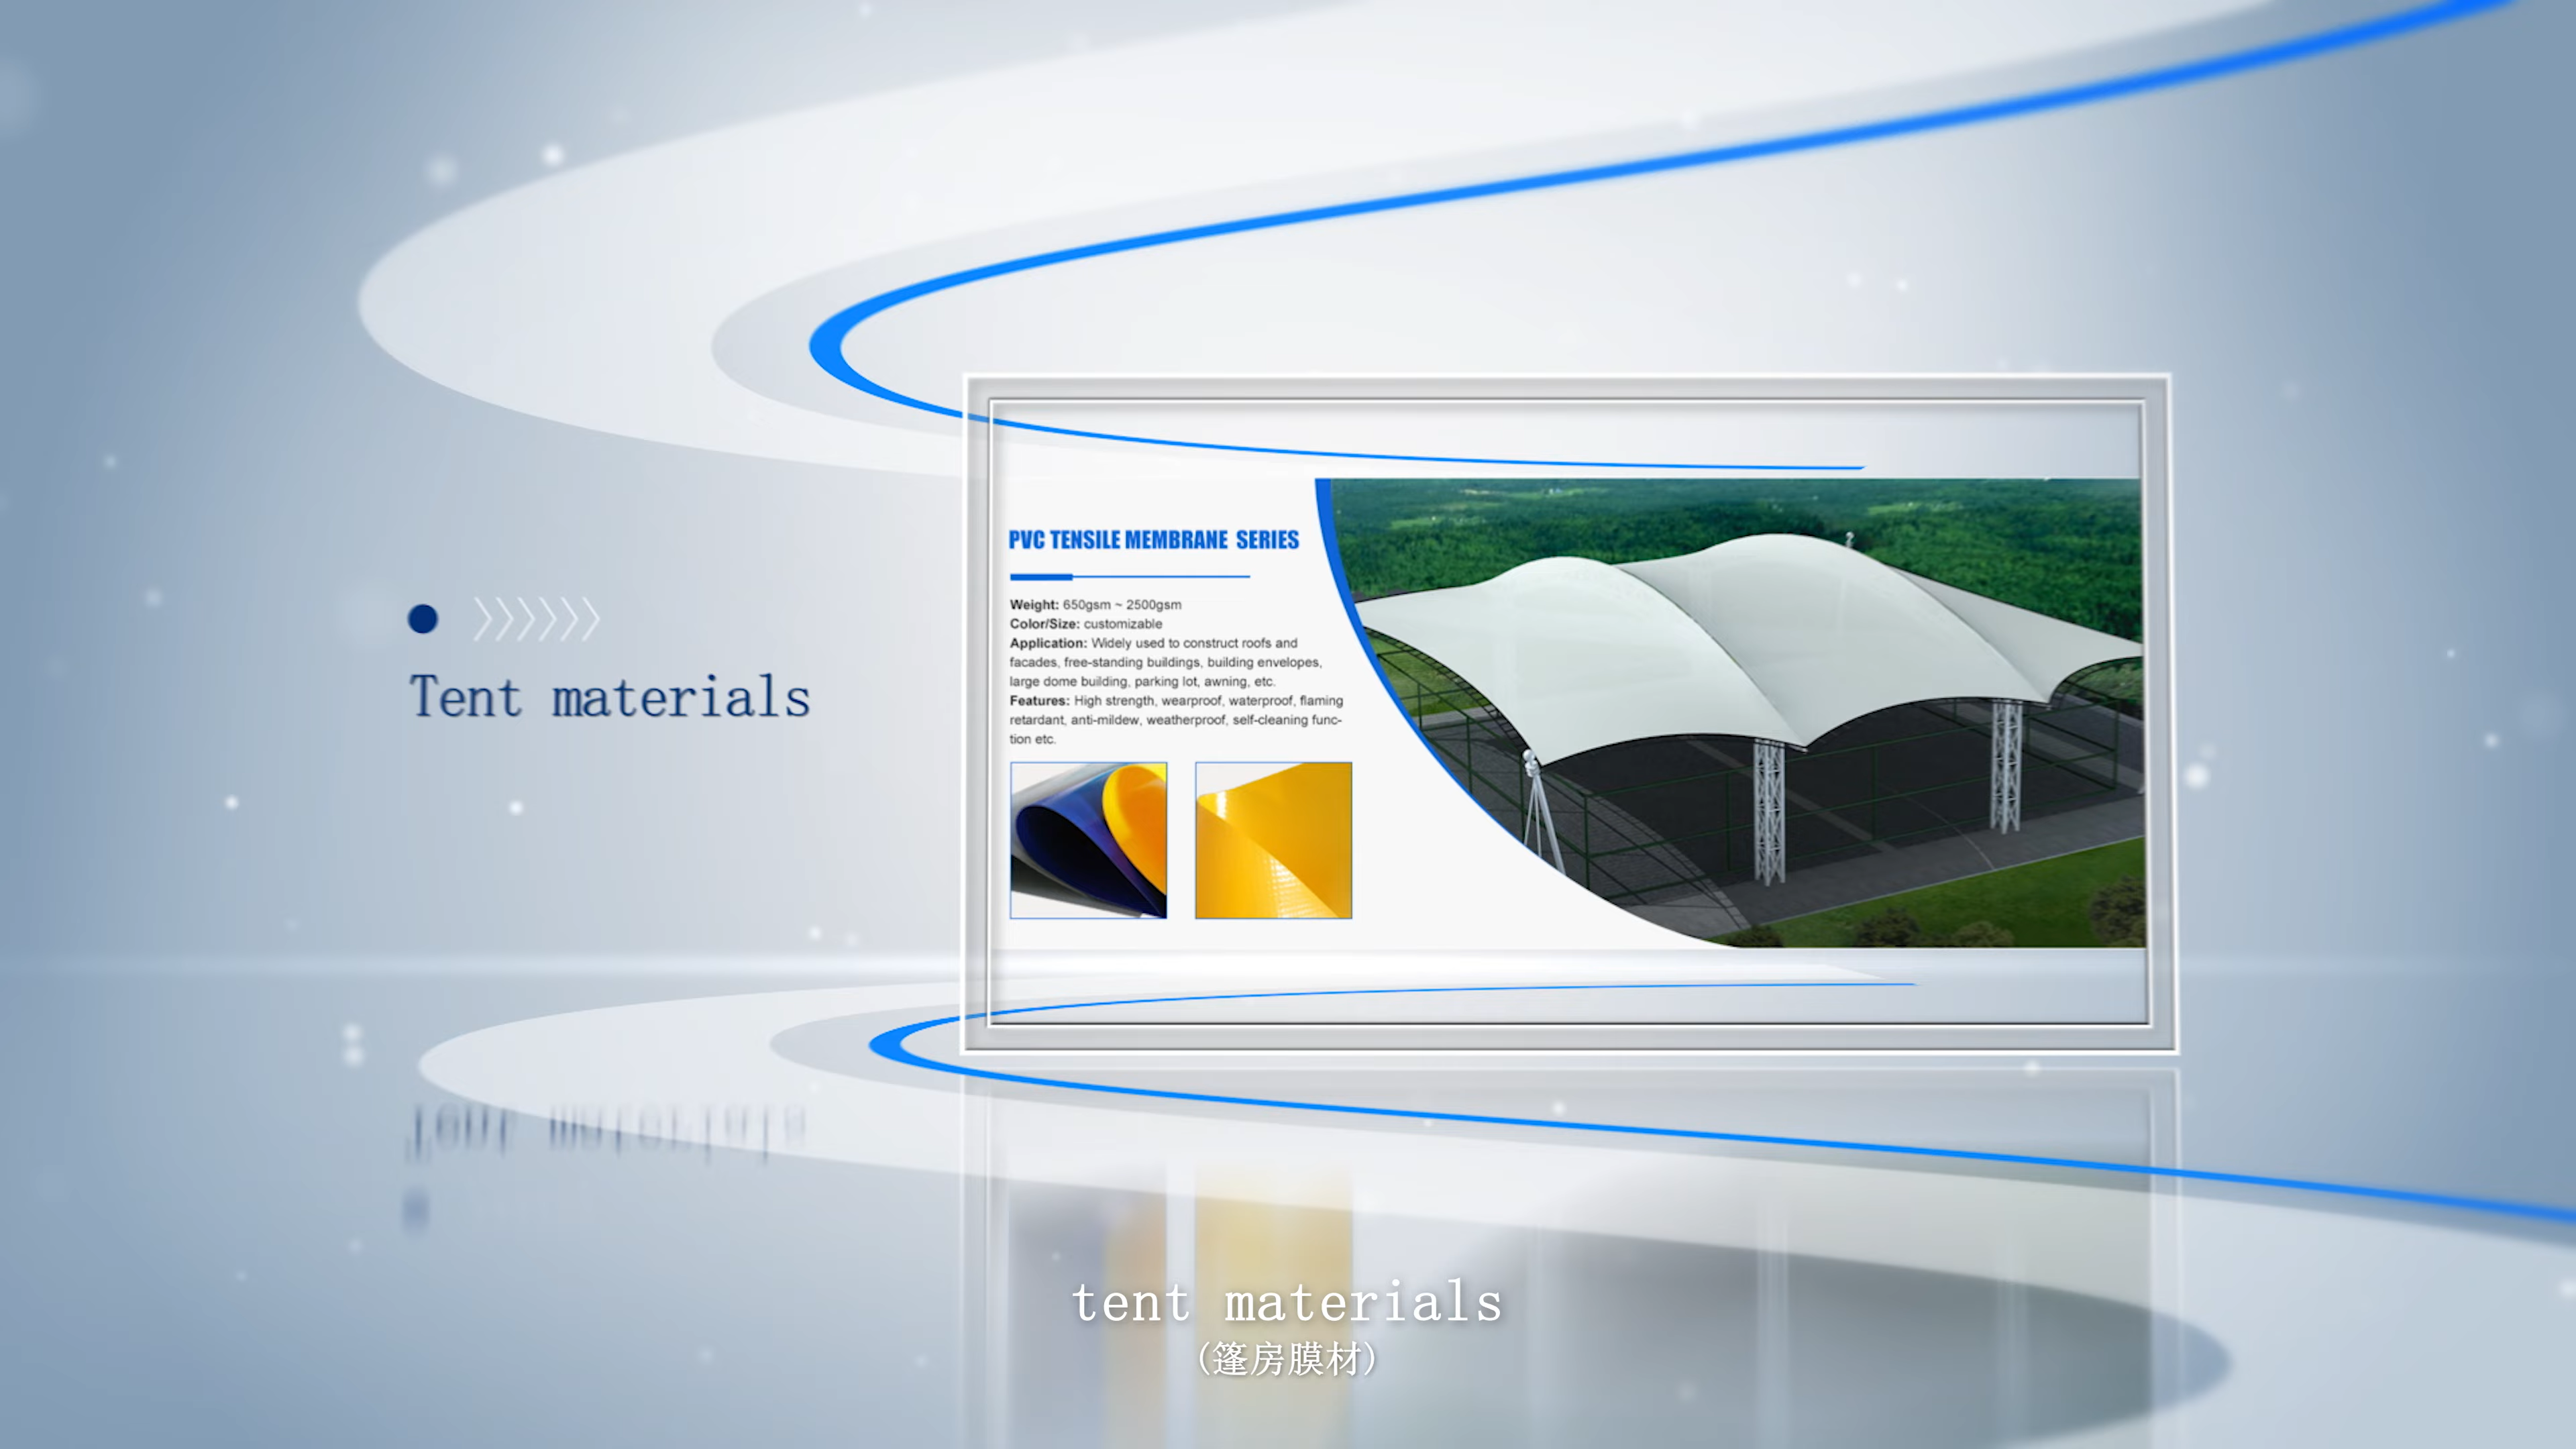 Tent materials
PVC TENSILE MEMBRANE SERIES
Weight: 650gsm ~ 2500gsm
Color/Size: customizable
Application: Widely used to construct roofs and
facades, free-standing buildings, building envelopes,
large dome building, parking lot, awning, etc.
Features: High strength, wearproof, waterproof, flaming
retardant, anti-mildew, weatherproof, self-cleaning func-
tion etc.
tent materials
(篷房膜材)